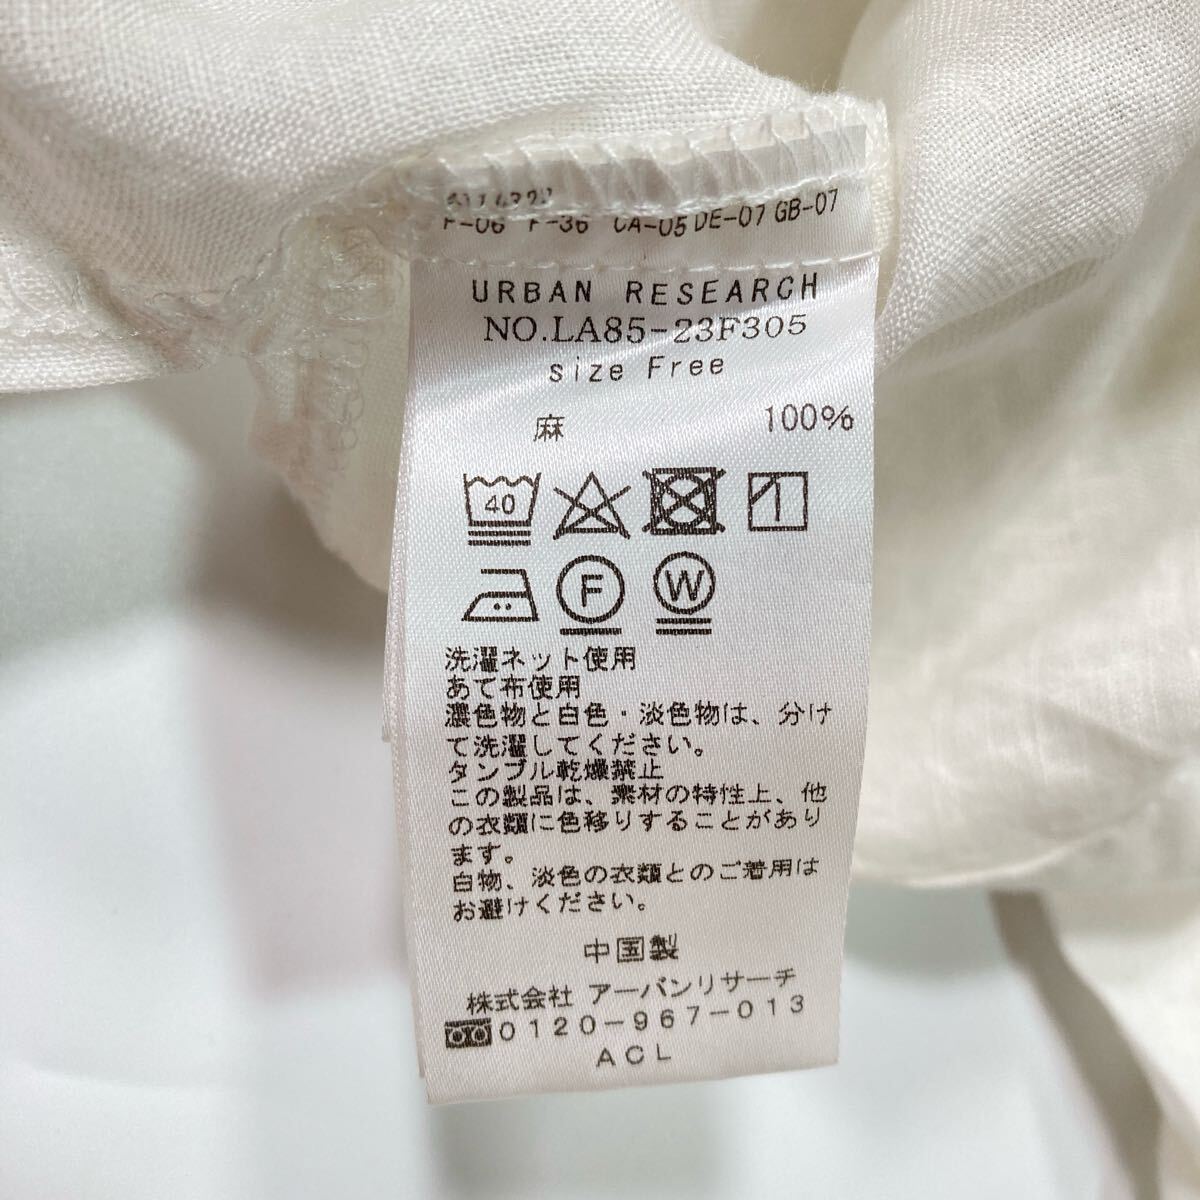 CA-05 DE-07 GB-07
URBAN RESEARCH
NO.LA85-23F305
size Free
麻 100%
40
F W
洗濯ネット使用
あて布使用
濃色物と白色・淡色物は、分け
て洗濯してください。
タンブル乾燥禁止
この製品は、素材の特性上、他
の衣類に色移りすることがあり
ます。
白物、淡色の衣類とのご着用は
お避けください。
中国製
株式会社 アーバンリサーチ
0120-967-013
ACL